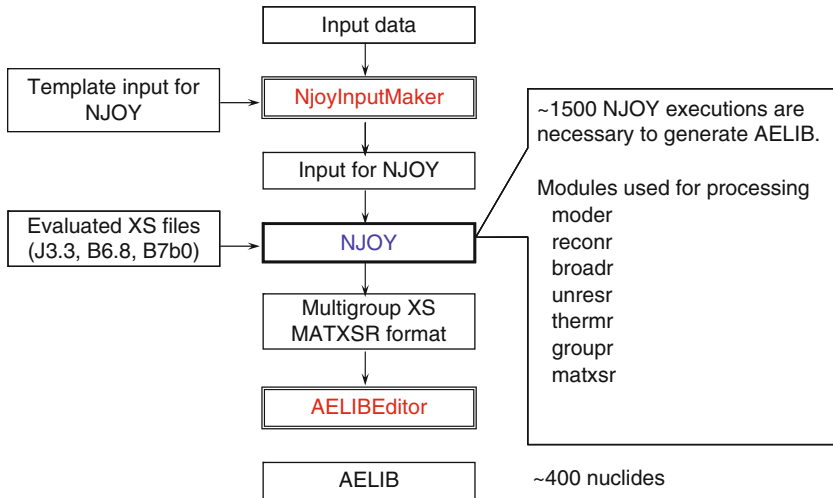 Input data
Template input for
NJOY
NjoyInputMaker
Input for NJOY
Evaluated XS files
(J3.3, B6.8, B7b0)
NJOY
Multigroup XS
MATXSR format
AELIBEditor
AELIB
~1500 NJOY executions are
necessary to generate AELIB.
Modules used for processing
moder
reconr
broadr
unresr
thermr
groupr
matxsr
~400 nuclides